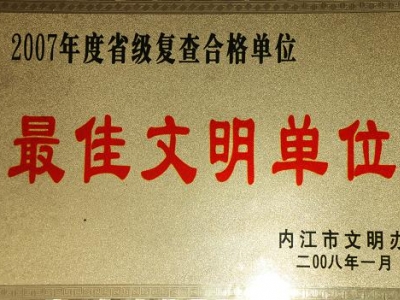 2007年度省级复查合格单位
最佳文明单位
内江市文明办
二00八年一月